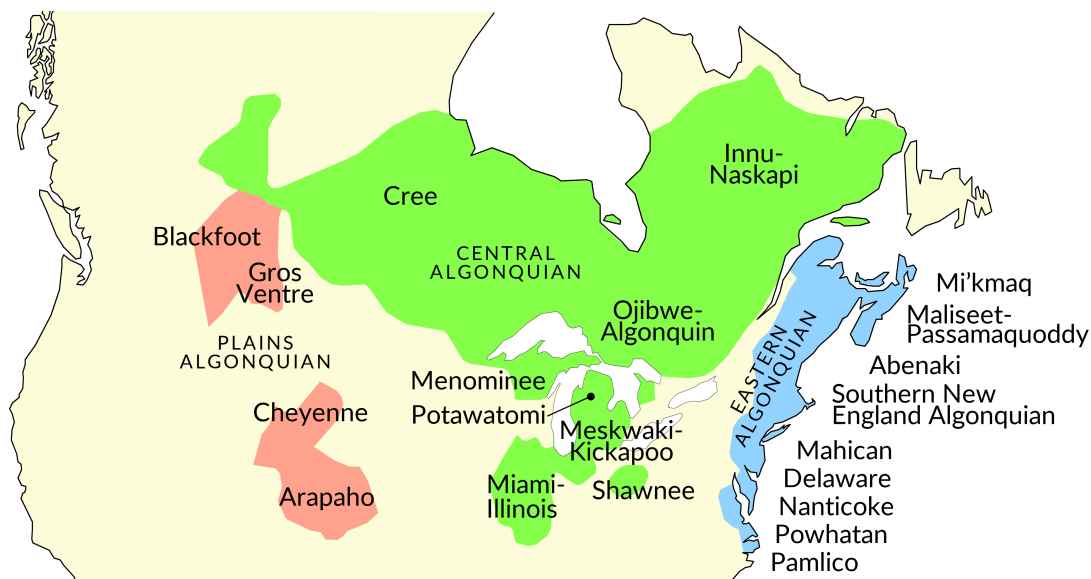 Innu-
Naskapi
Cree
Blackfoot
CENTRAL
ALGONQUIAN
Gros
Ventre
Mi’kmaq
Ojibwe-
Algonquin
Maliseet-
Passamaquoddy
PLAINS
ALGONQUIAN
EASTERN
ALGONQUIAN
Abenaki
Menominee
Southern New
England Algonquian
Potawatomi
Cheyenne
Meskwaki-
Kickapoo
Mahican
Delaware
Miami-
Illinois
Shawnee
Arapaho
Nanticoke
Powhatan
Pamlico